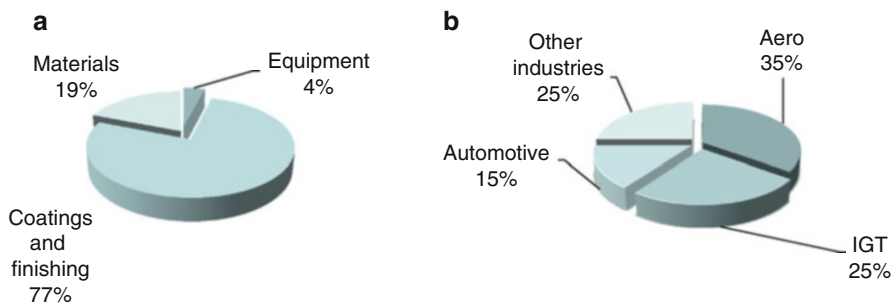 a
Materials
19%
Equipment
4%
Coatings
and
finishing
77%
b
Other
industries
25%
Aero
35%
Automotive
15%
IGT
25%